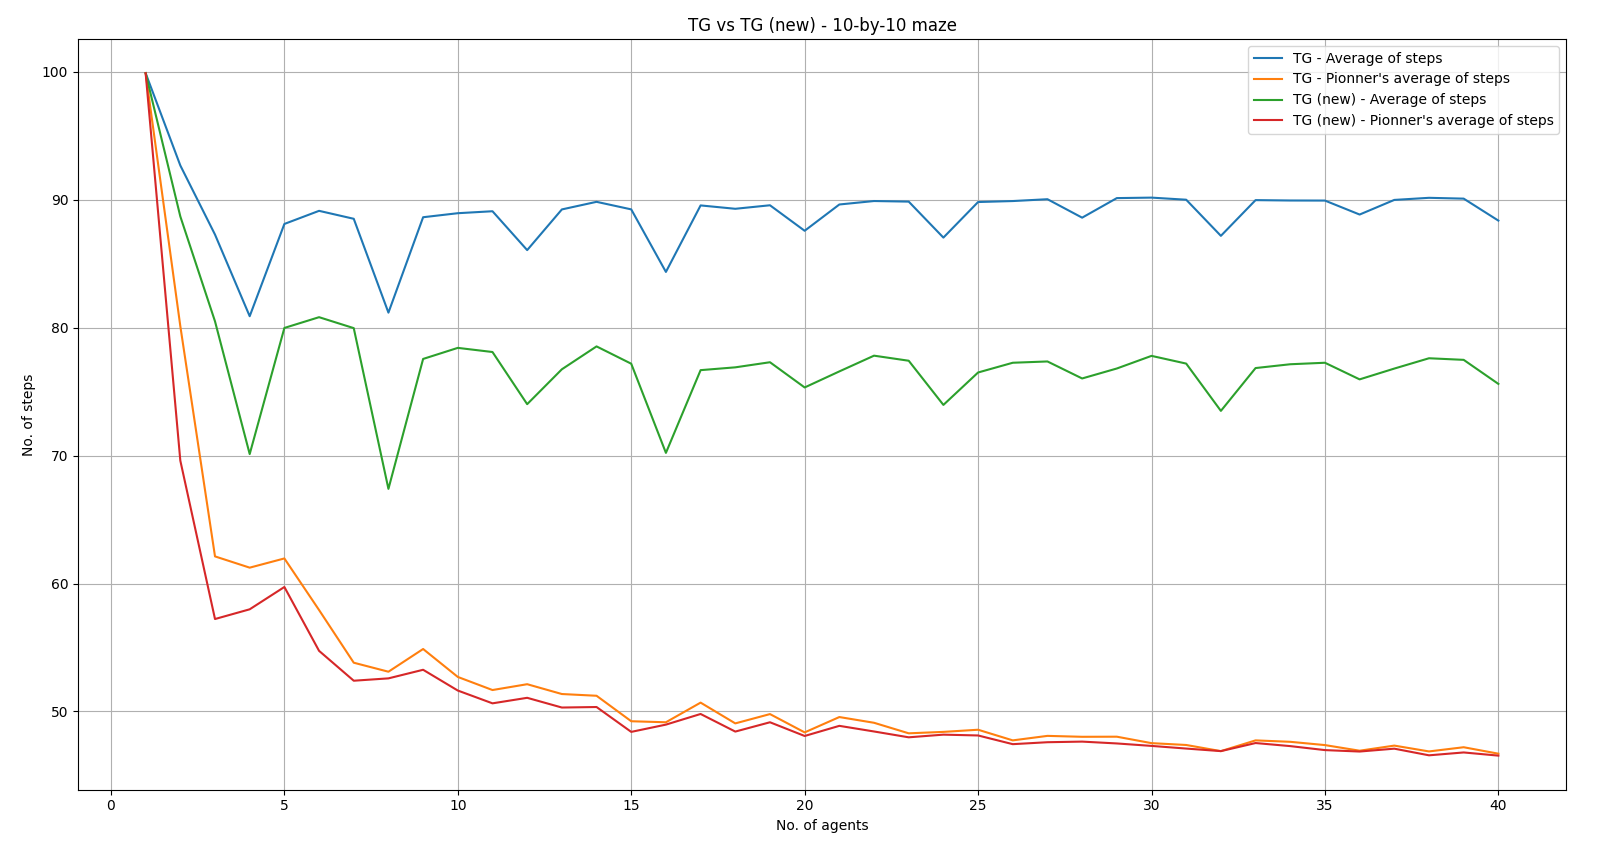 TG vs TG (new) - 10-by-10 maze
TG - Average of steps
TG - Pionner's average of steps
TG (new) - Average of steps
TG (new) - Pionner's average of steps
No. of steps
100
90
80
70
60
50
0 5 10 15 20 25 30 35 40
No. of agents